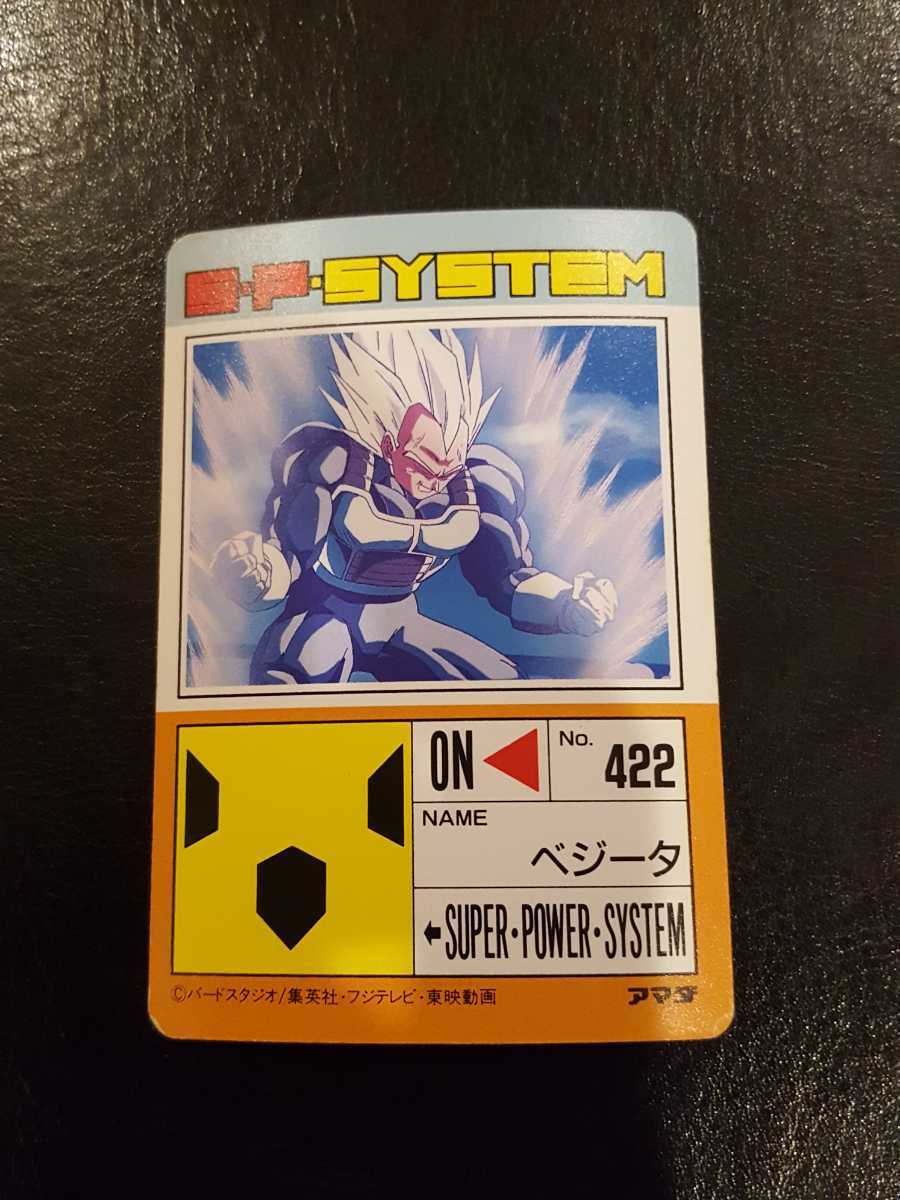 S・P・SYSTEM
ON
No.
422
NAME
ベジータ
SUPER・POWER・SYSTEM
©バードスタジオ/集英社・フジテレビ・東映動画
アマダ